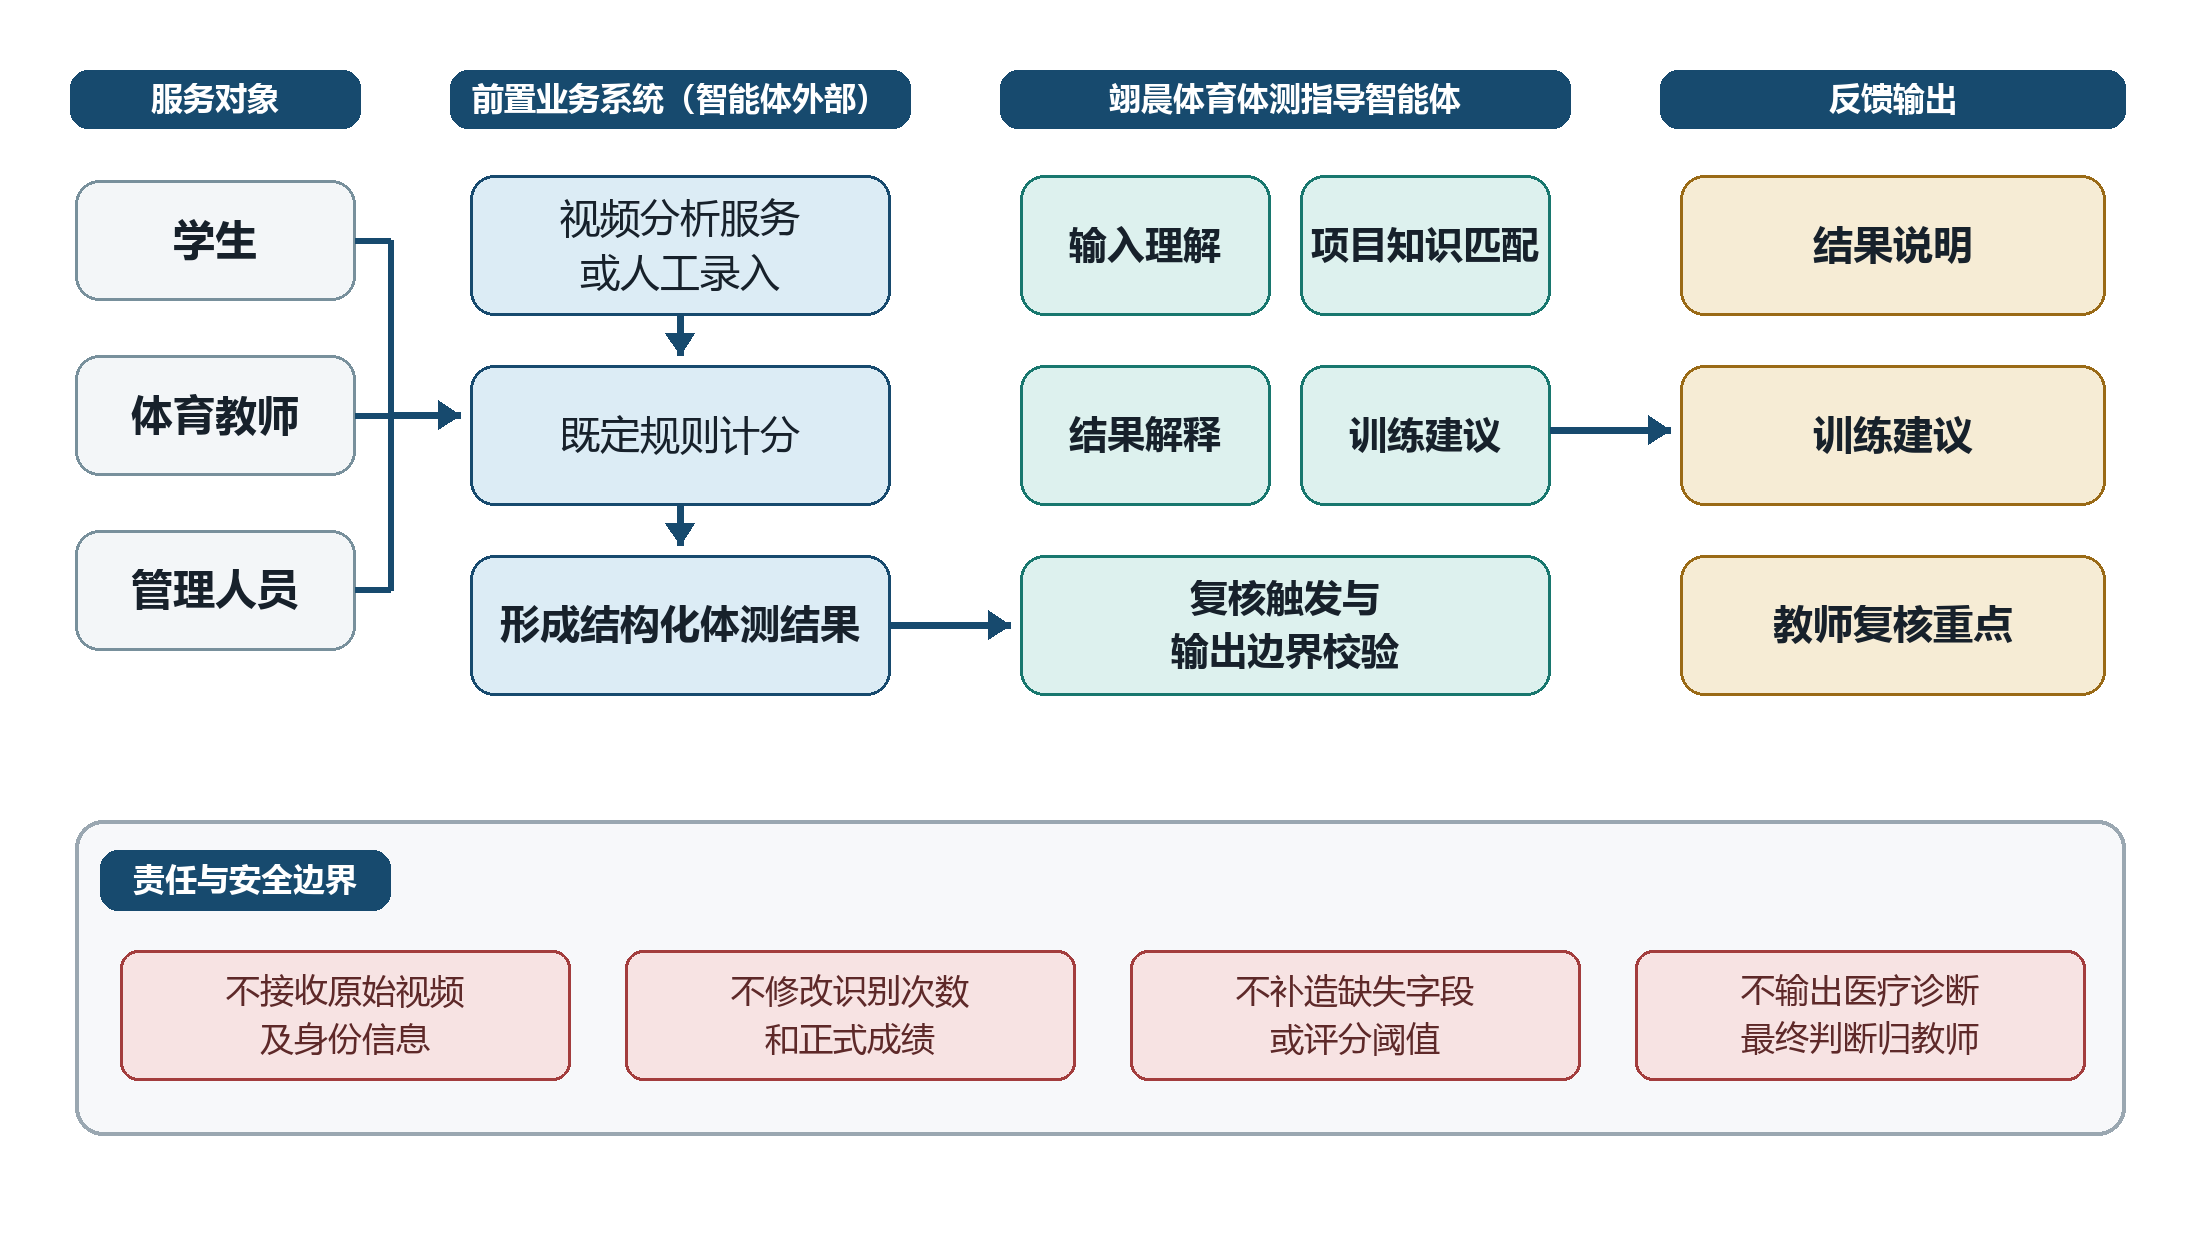 服务对象
学生
体育教师
管理人员
前置业务系统（智能体外部）
视频分析服务
或人工录入
既定规则计分
形成结构化体测结果
翊晨体育体测指导智能体
输入理解
项目知识匹配
结果解释
训练建议
复核触发与
输出边界校验
反馈输出
结果说明
训练建议
教师复核重点
责任与安全边界
不接收原始视频
及身份信息
不修改识别次数
和正式成绩
不补造缺失字段
或评分阈值
不输出医疗诊断
最终判断归教师